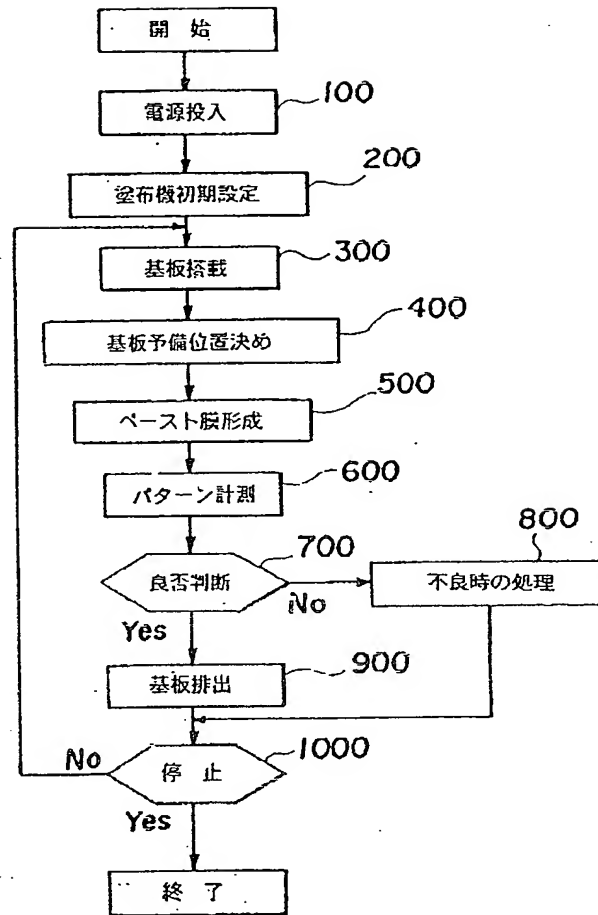 開 始
電源投入
100
塗布機初期設定
200
基板搭載
300
基板予備位置決め
400
ペースト膜形成
500
パターン計測
600
良否判断
700
No
Yes
不良時の処理
800
基板排出
900
停 止
1000
No
Yes
終 了